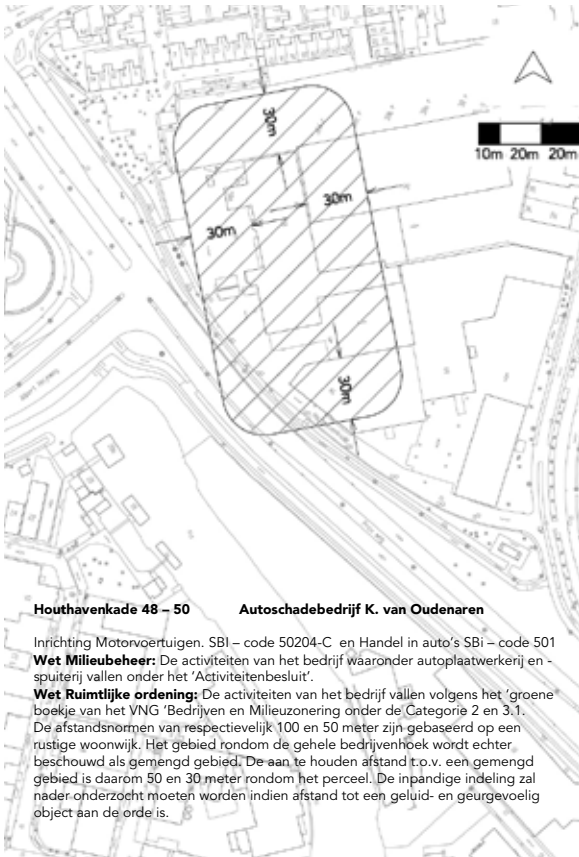 30m
10m 20m 20m
30m
30m
30m
Houthavenkade 48 – 50 Autoschadebedrijf K. van Oudenaren
Inrichting Motorvoertuigen. SBI – code 50204-C en Handel in auto's SBi – code 501
Wet Milieubeheer: De activiteiten van het bedrijf waaronder autoplaatwerkerij en -
spuiterij vallen onder het 'Activiteitenbesluit'.
Wet Ruimtlijke ordening: De activiteiten van het bedrijf vallen volgens het 'groene
boekje van het VNG 'Bedrijven en Milieuzonering onder de Categorie 2 en 3.1.
De afstandsnormen van respectievelijk 100 en 50 meter zijn gebaseerd op een
rustige woonwijk. Het gebied rondom de gehele bedrijvenhoek wordt echter
beschouwd als gemengd gebied. De aan te houden afstand t.o.v. een gemengd
gebied is daarom 50 en 30 meter rondom het perceel. De inpandige indeling zal
nader onderzocht moeten worden indien afstand tot een geluid- en geurgevoelig
object aan de orde is.